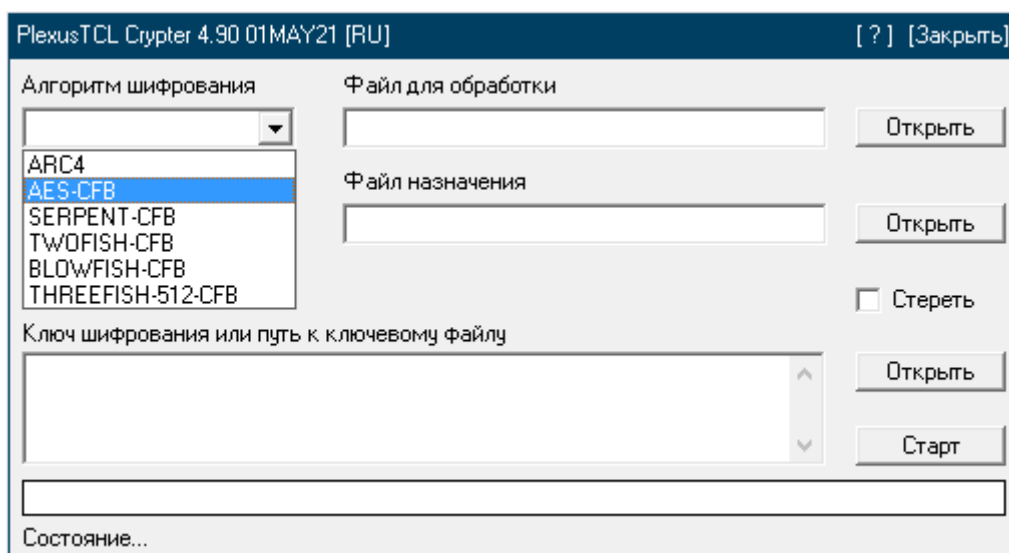 PlexusTCL Crypter 4.90 01MAY21 [RU] [ ? ] [Закрыть]
Алгоритм шифрования Файл для обработки
Открыть
ARC4
AES-CFB
SERPENT-CFB
TWOFISH-CFB
BLOWFISH-CFB
THREEFISH-512-CFB
Файл назначения
Открыть
Стереть
Ключ шифрования или путь к ключевому файлу
Открыть
Старт
Состояние...